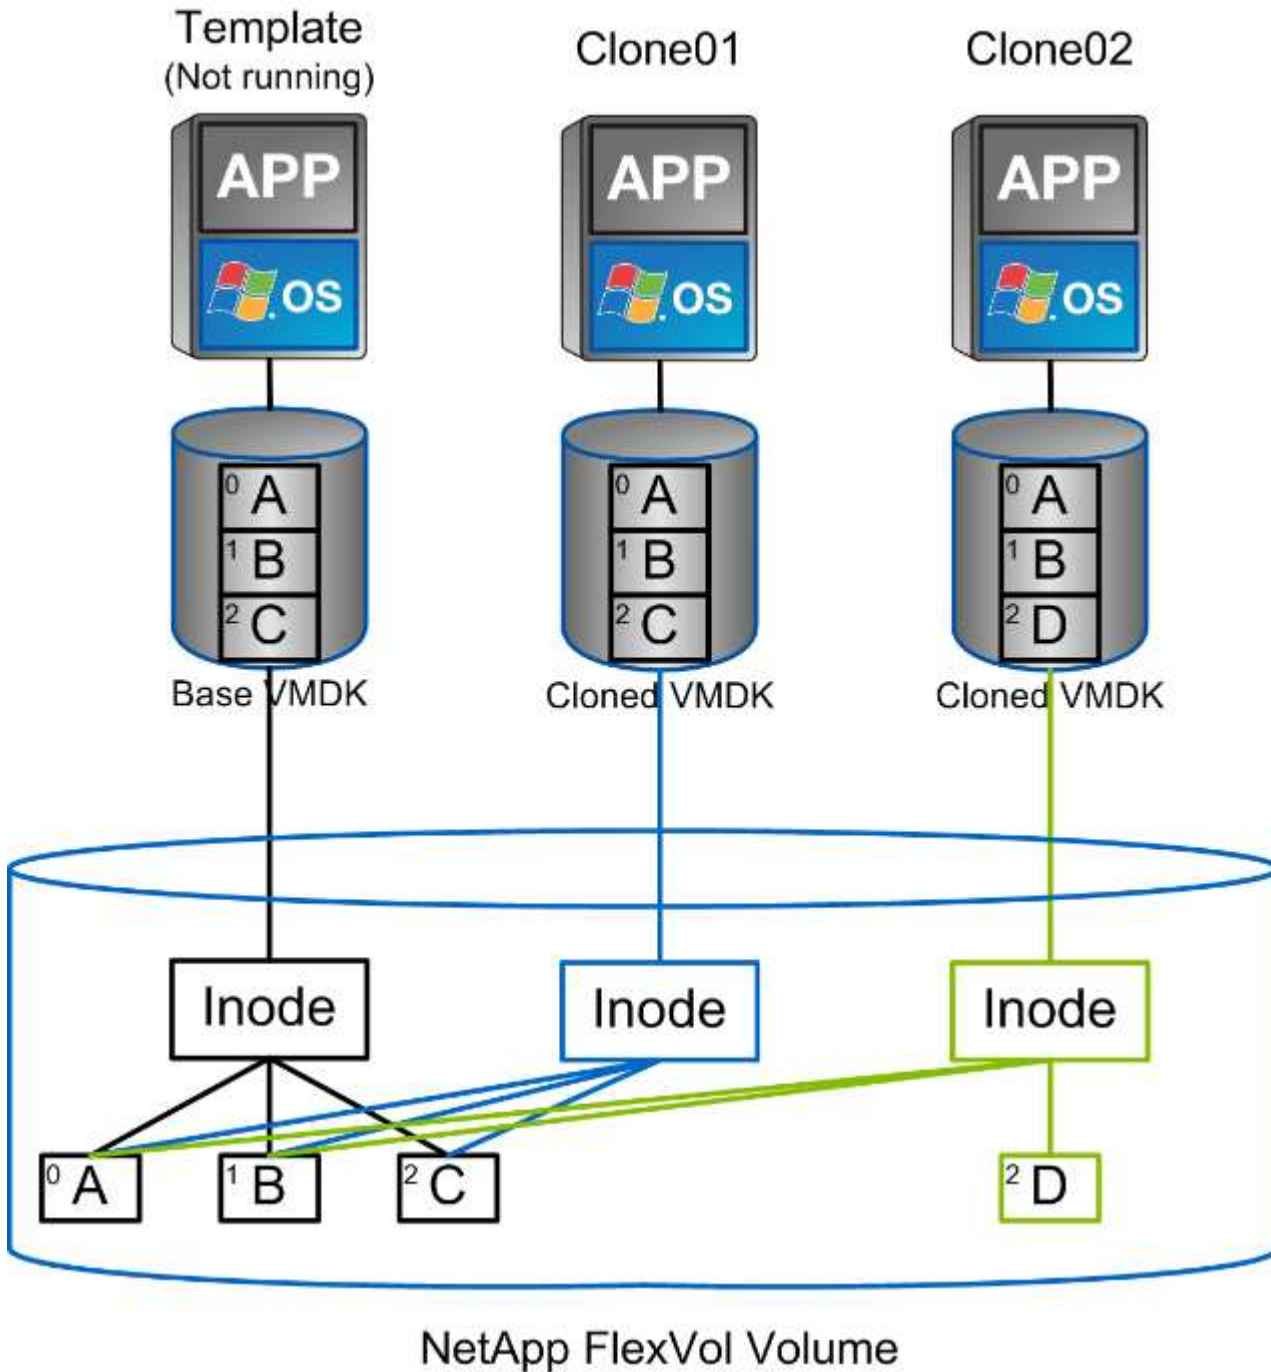 Template
(Not running)
Clone01
Clone02
APP
APP
APP
OS
OS
OS
0 A
1 B
2 C
0 A
1 B
2 C
0 A
1 B
2 D
Base VMDK
Cloned VMDK
Cloned VMDK
Inode
Inode
Inode
0 A
1 B
2 C
2 D
NetApp FlexVol Volume